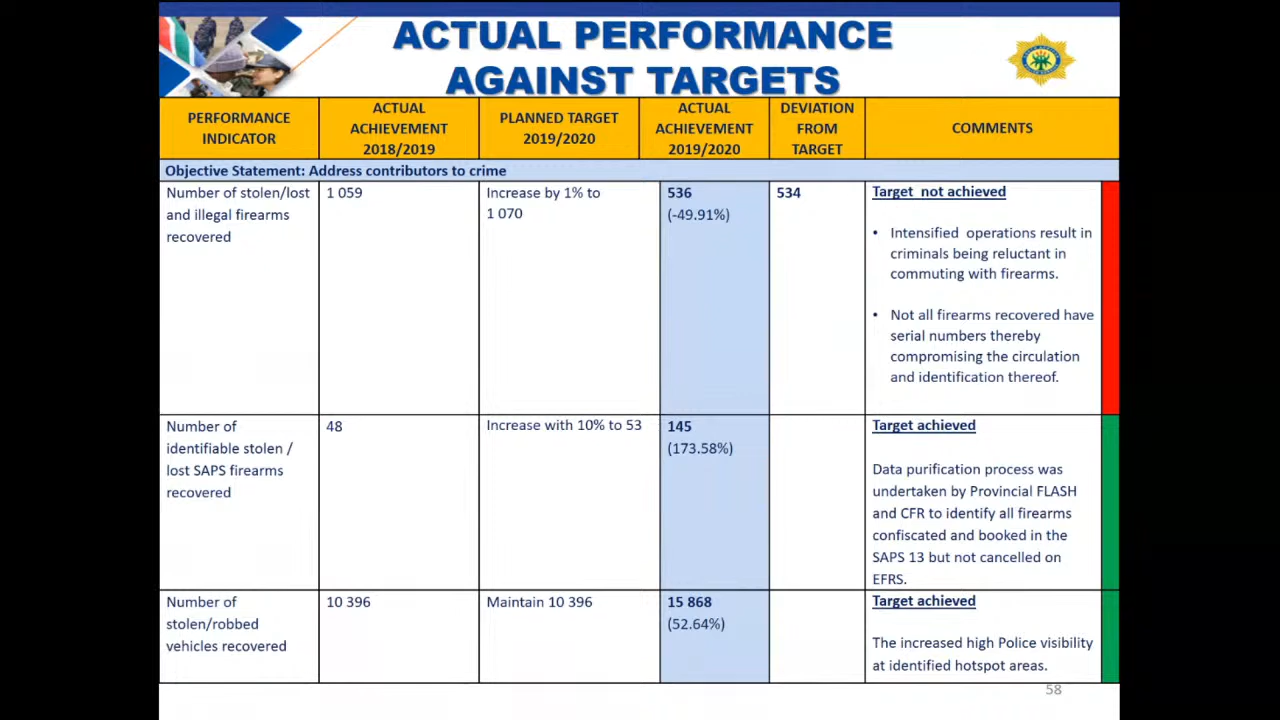 ACTUAL PERFORMANCE
AGAINST TARGETS
PERFORMANCE
INDICATOR
ACTUAL
ACHIEVEMENT
2018/2019
PLANNED TARGET
2019/2020
ACTUAL
ACHIEVEMENT
2019/2020
DEVIATION
FROM
TARGET
COMMENTS
Objective Statement: Address contributors to crime
Number of stolen/lost
and illegal firearms
recovered
1 059
Increase by 1% to
1 070
536
(-49.91%)
534
Target not achieved
• Intensified operations result in
criminals being reluctant in
commuting with firearms.
• Not all firearms recovered have
serial numbers thereby
compromising the circulation
and identification thereof.
Number of
identifiable stolen /
lost SAPS firearms
recovered
48
Increase with 10% to 53
145
(173.58%)
Target achieved
Data purification process was
undertaken by Provincial FLASH
and CFR to identify all firearms
confiscated and booked in the
SAPS 13 but not cancelled on
EFRS.
Number of
stolen/robbed
vehicles recovered
10 396
Maintain 10 396
15 868
(52.64%)
Target achieved
The increased high Police visibility
at identified hotspot areas.
58